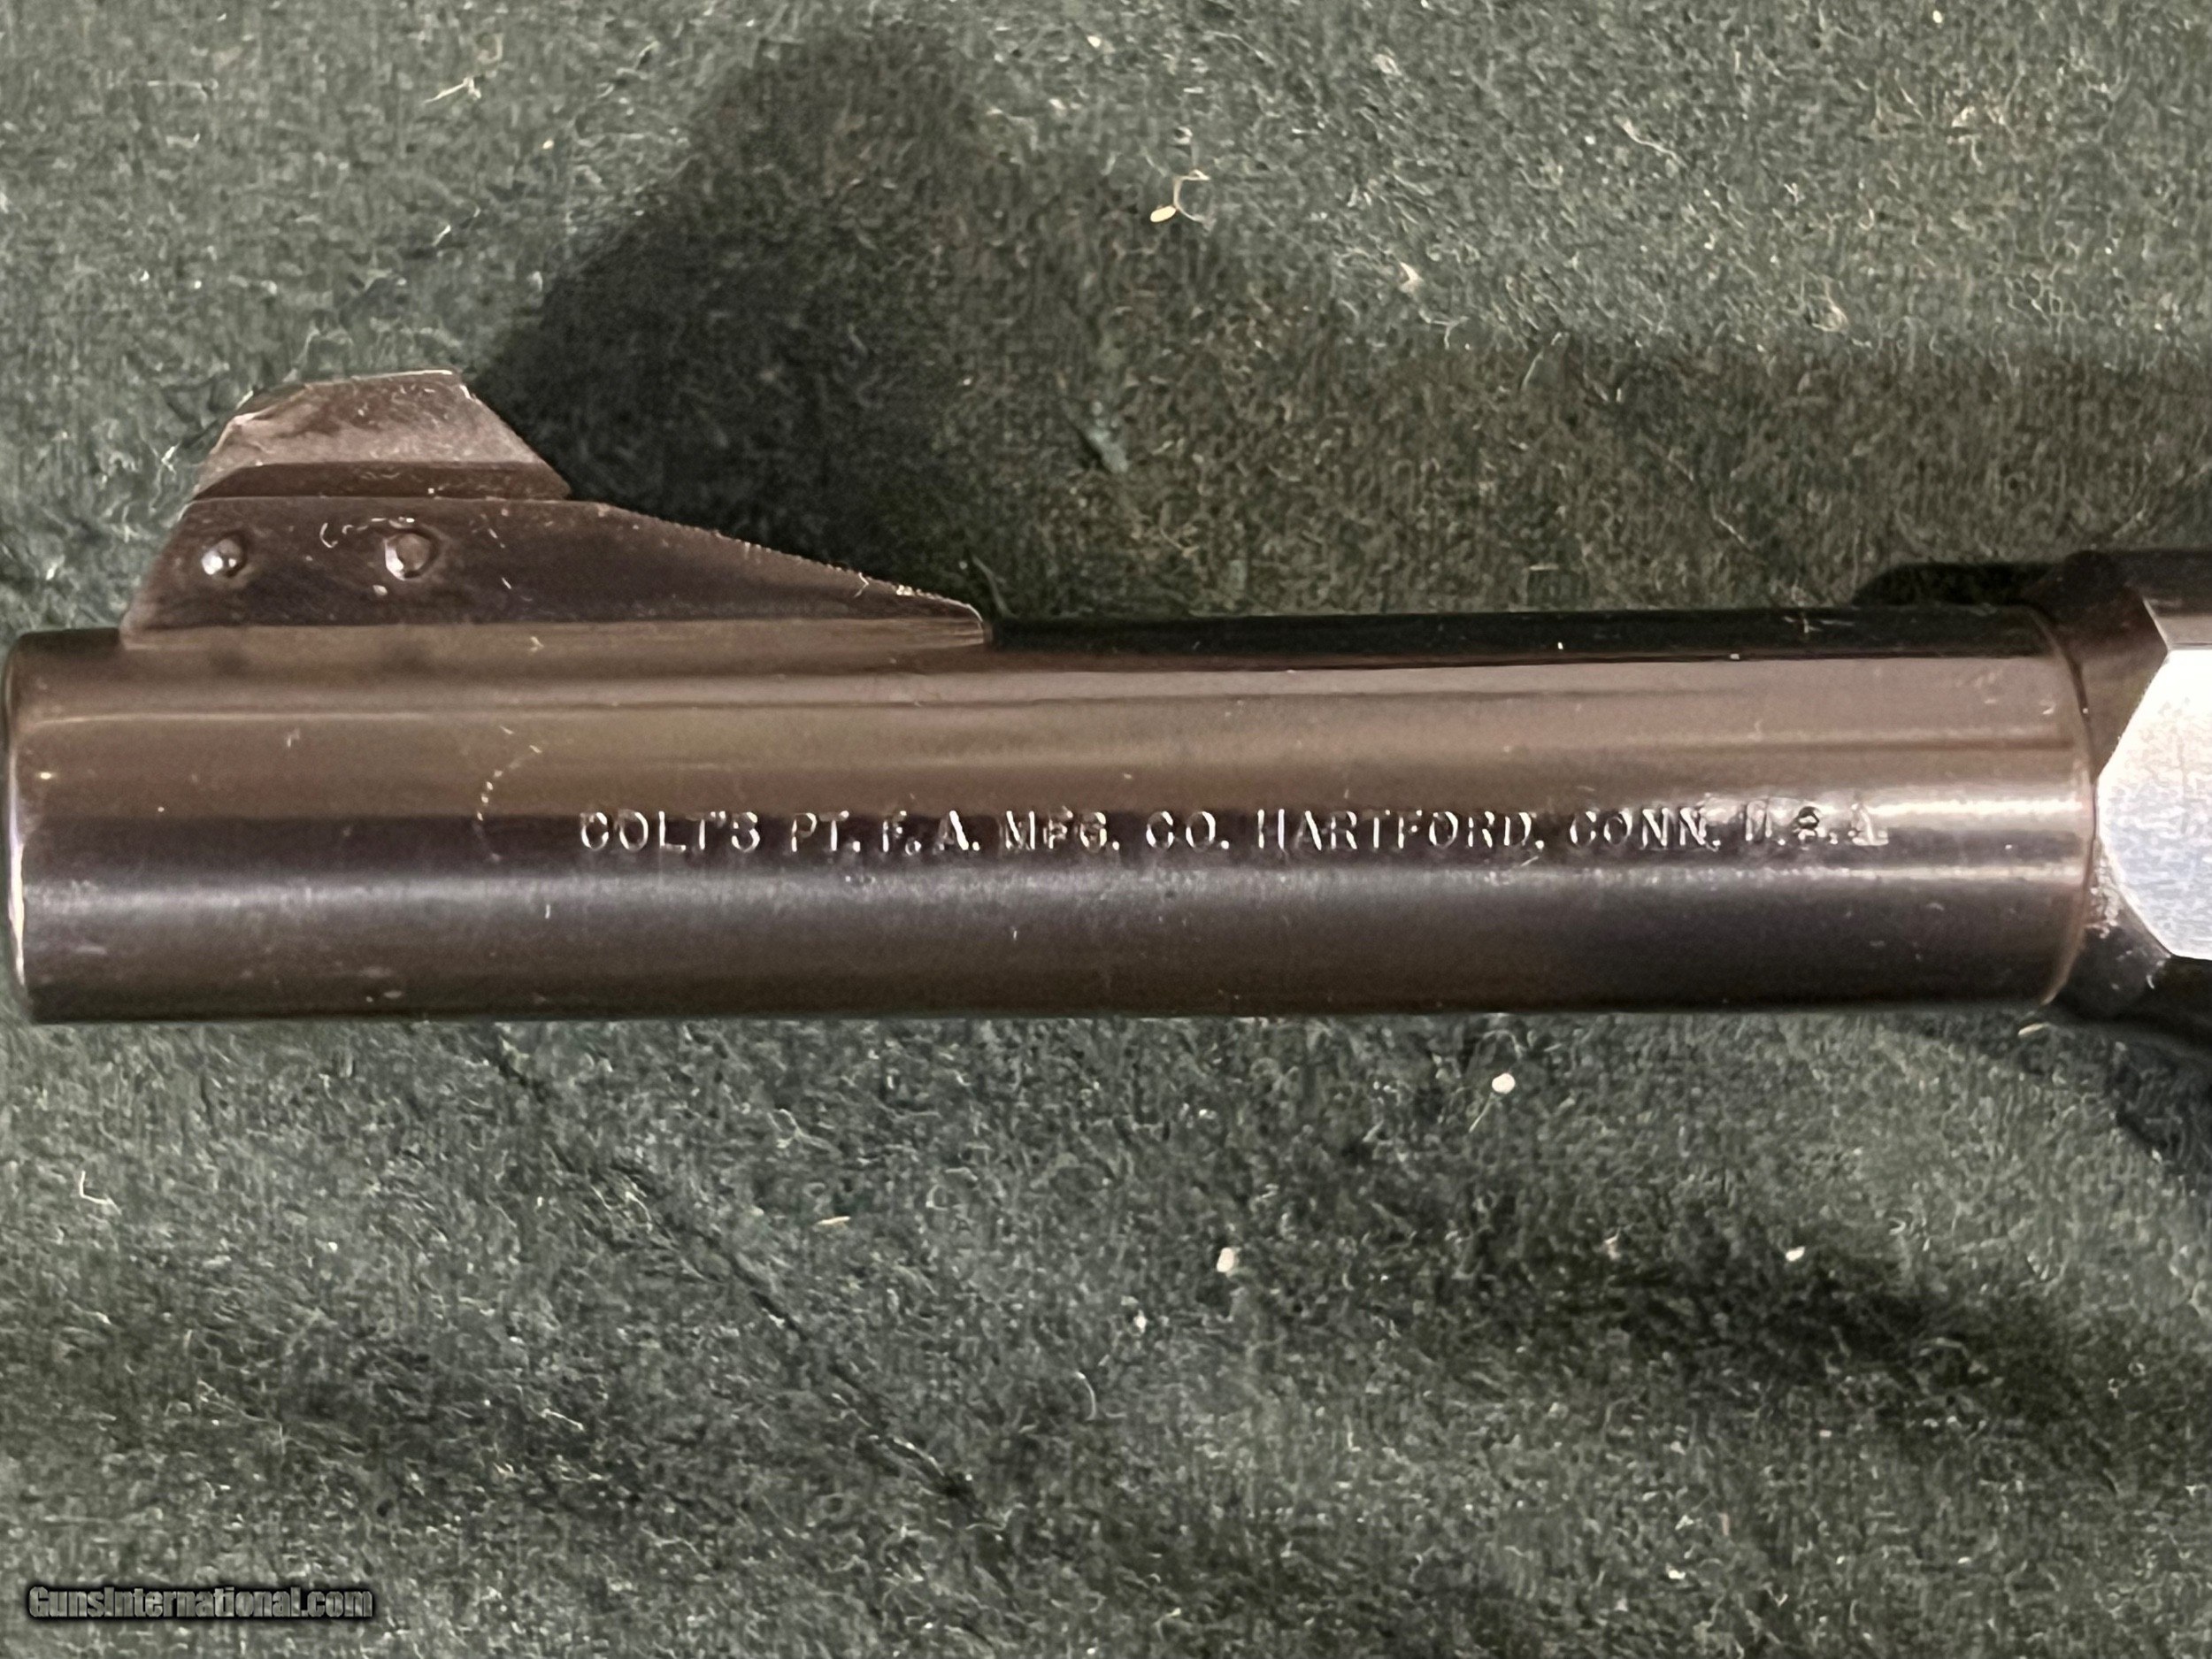 COLT'S PT. F. A. MFG. CO. HARTFORD, CONN. U.S.A.
GunsInternational.com